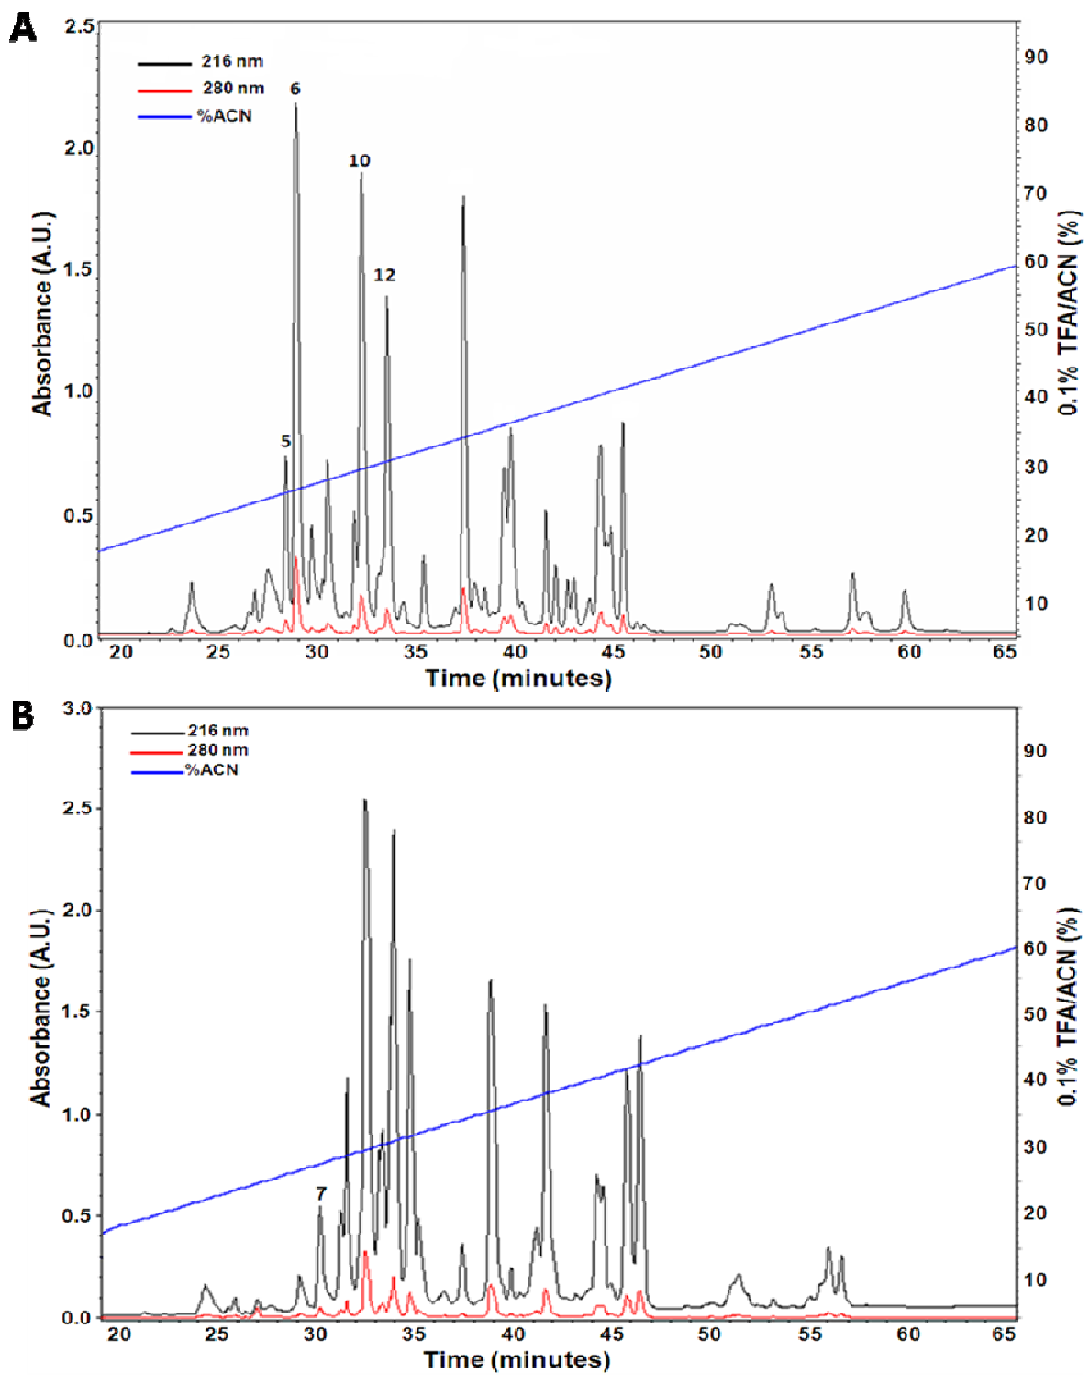 A
2.5
2.0
1.5
1.0
0.5
0.0
Absorbance (A.U.)
216 nm
280 nm
%ACN
5
6
10
12
90
80
70
60
50
40
30
20
10
0.1% TFA/ACN (%)
20 25 30 35 40 45 50 55 60 65
Time (minutes)
B
3.0
2.5
2.0
1.5
1.0
0.5
0.0
Absorbance (A.U.)
216 nm
280 nm
%ACN
7
90
80
70
60
50
40
30
20
10
0.1% TFA/ACN (%)
20 25 30 35 40 45 50 55 60 65
Time (minutes)